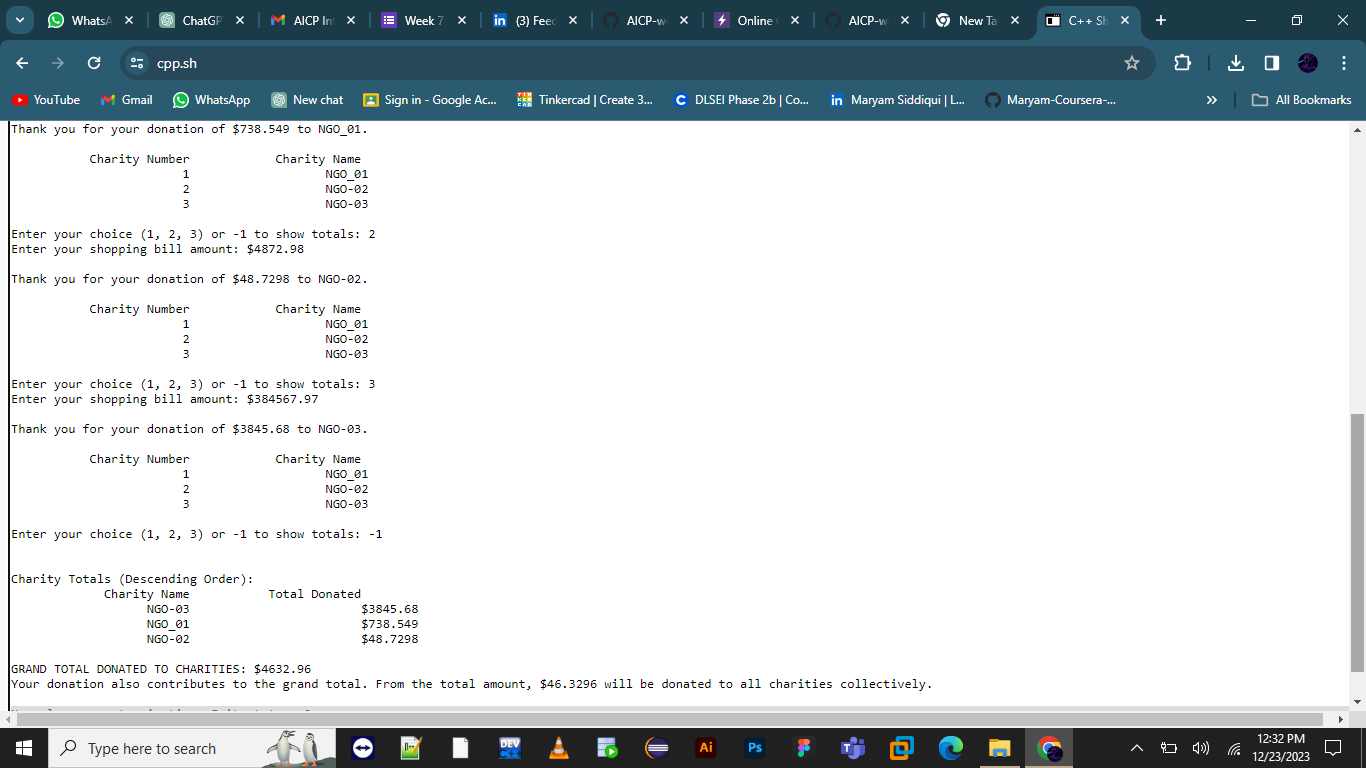 WhatsA
ChatGP
AICP In
Week 7
(3) Feec
AICP-w
Online
AICP-w
New Ta
C++ Sh
cpp.sh
YouTube
Gmail
WhatsApp
New chat
Sign in - Google Ac...
Tinkercad | Create 3...
DLSEI Phase 2b | Co...
Maryam Siddiqui | L...
Maryam-Coursera-...
»
All Bookmarks
Thank you for your donation of $738.549 to NGO_01.
Charity Number Charity Name
1 NGO_01
2 NGO-02
3 NGO-03
Enter your choice (1, 2, 3) or -1 to show totals: 2
Enter your shopping bill amount: $4872.98
Thank you for your donation of $48.7298 to NGO-02.
Charity Number Charity Name
1 NGO_01
2 NGO-02
3 NGO-03
Enter your choice (1, 2, 3) or -1 to show totals: 3
Enter your shopping bill amount: $384567.97
Thank you for your donation of $3845.68 to NGO-03.
Charity Number Charity Name
1 NGO_01
2 NGO-02
3 NGO-03
Enter your choice (1, 2, 3) or -1 to show totals: -1
Charity Totals (Descending Order):
Charity Name Total Donated
NGO-03 $3845.68
NGO_01 $738.549
NGO-02 $48.7298
GRAND TOTAL DONATED TO CHARITIES: $4632.96
Your donation also contributes to the grand total. From the total amount, $46.3296 will be donated to all charities collectively.
Type here to search
DEV
Ai
Ps
12:32 PM
12/23/2023